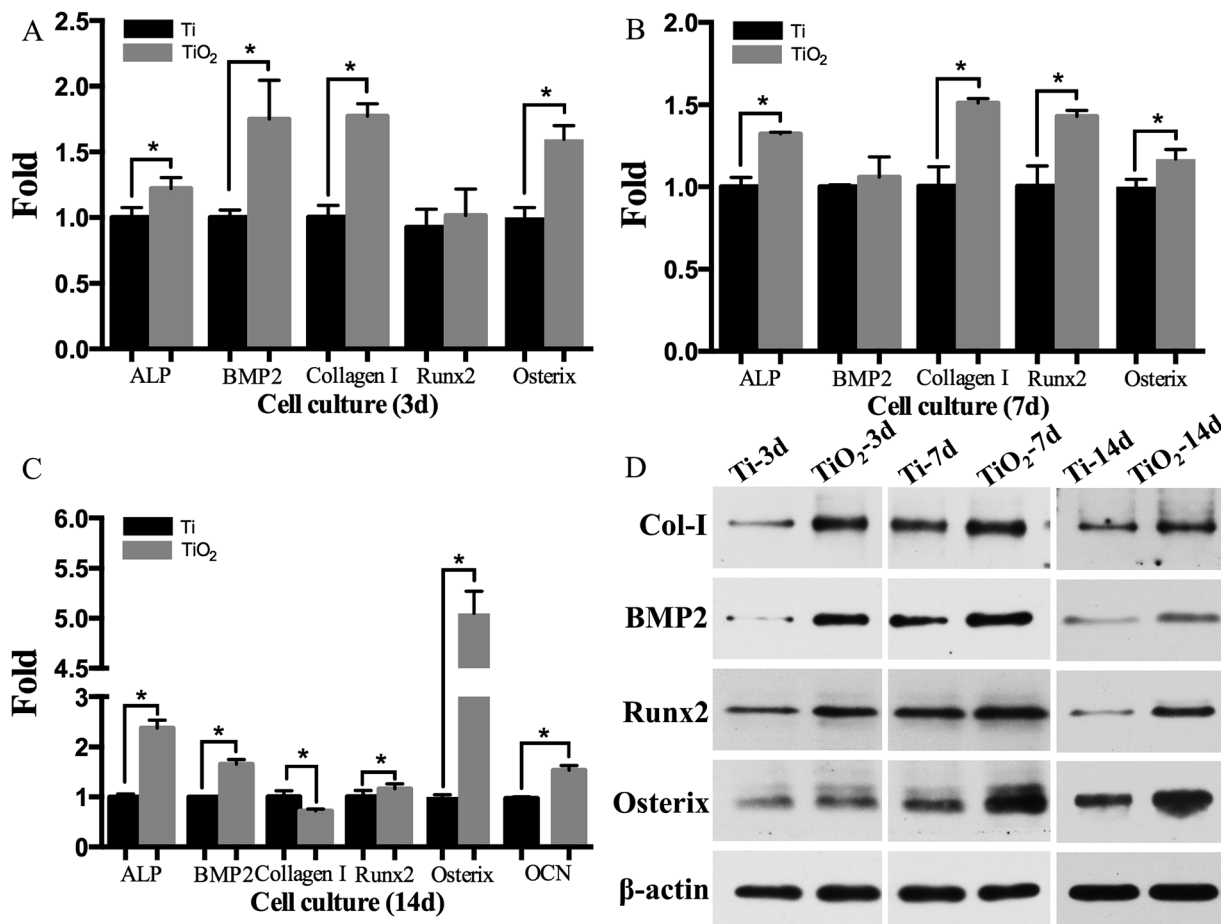 A
Ti
TiO2
*
*
*
*
Fold
2.5
2.0
1.5
1.0
0.5
0.0
ALP BMP2 Collagen I Runx2 Osterix
Cell culture (3d)
B
Ti
TiO2
*
*
*
*
Fold
2.0
1.5
1.0
0.5
0.0
ALP BMP2 Collagen I Runx2 Osterix
Cell culture (7d)
C
Ti
TiO2
*
*
*
*
*
*
Fold
6.0
5.5
5.0
4.5
3
2
1
0
ALP BMP2 Collagen I Runx2 Osterix OCN
Cell culture (14d)
D
Ti-3d TiO2-3d Ti-7d TiO2-7d Ti-14d TiO2-14d
Col-I
BMP2
Runx2
Osterix
β-actin